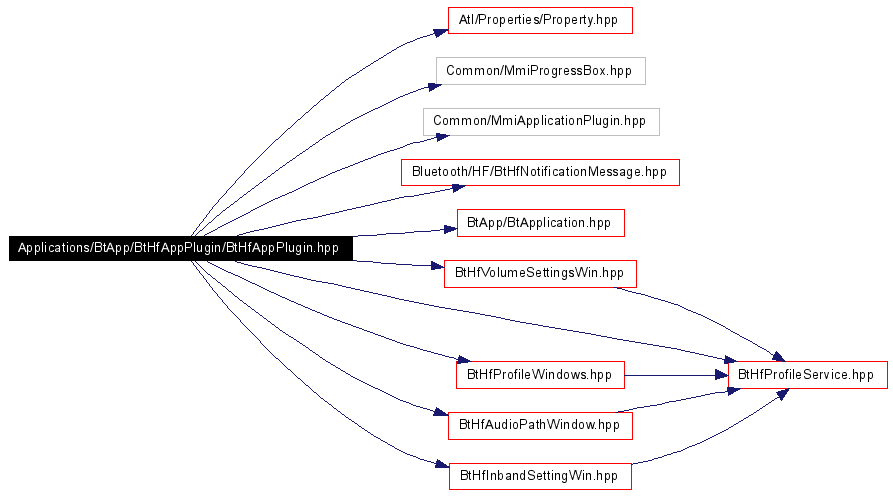 Atl/Properties/Property.hpp
Common/MmiProgressBox.hpp
Common/MmiApplicationPlugin.hpp
Bluetooth/HF/BtHfNotificationMessage.hpp
BtApp/BtApplication.hpp
Applications/BtApp/BtHfAppPlugin/BtHfAppPlugin.hpp
BtHfVolumeSettingsWin.hpp
BtHfProfileWindows.hpp
BtHfProfileService.hpp
BtHfAudioPathWindow.hpp
BtHfInbandSettingWin.hpp